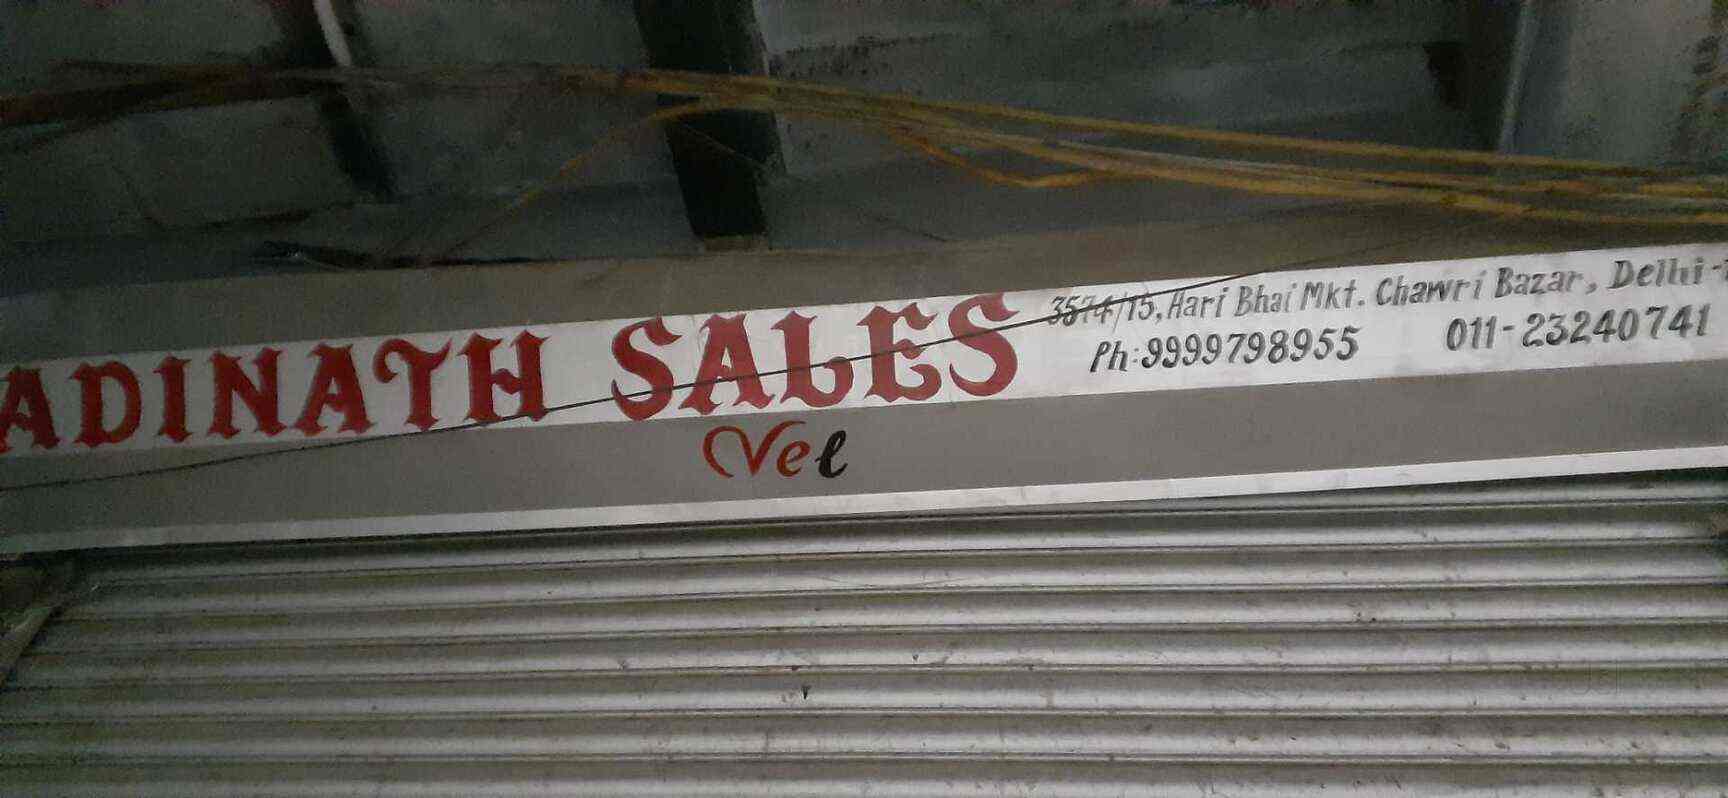 ADINATH SALES
3574/15, Hari Bhai Mkt. Chawri Bazar, Delhi-
Ph:9999798955 011-23240741
Vel